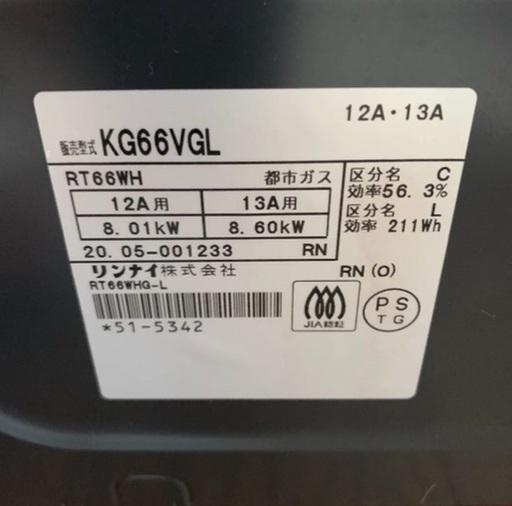 12A・13A
販売型式 KG66VGL
RT66WH 都市ガス
12A用 13A用
8.01kW 8.60kW
区分名 C
効率56.3%
区分名 L
効率 211Wh
20.05-001233 RN
リンナイ株式会社 RN(O)
RT66WHG-L
*51-5342
JIA認証
PS
TG